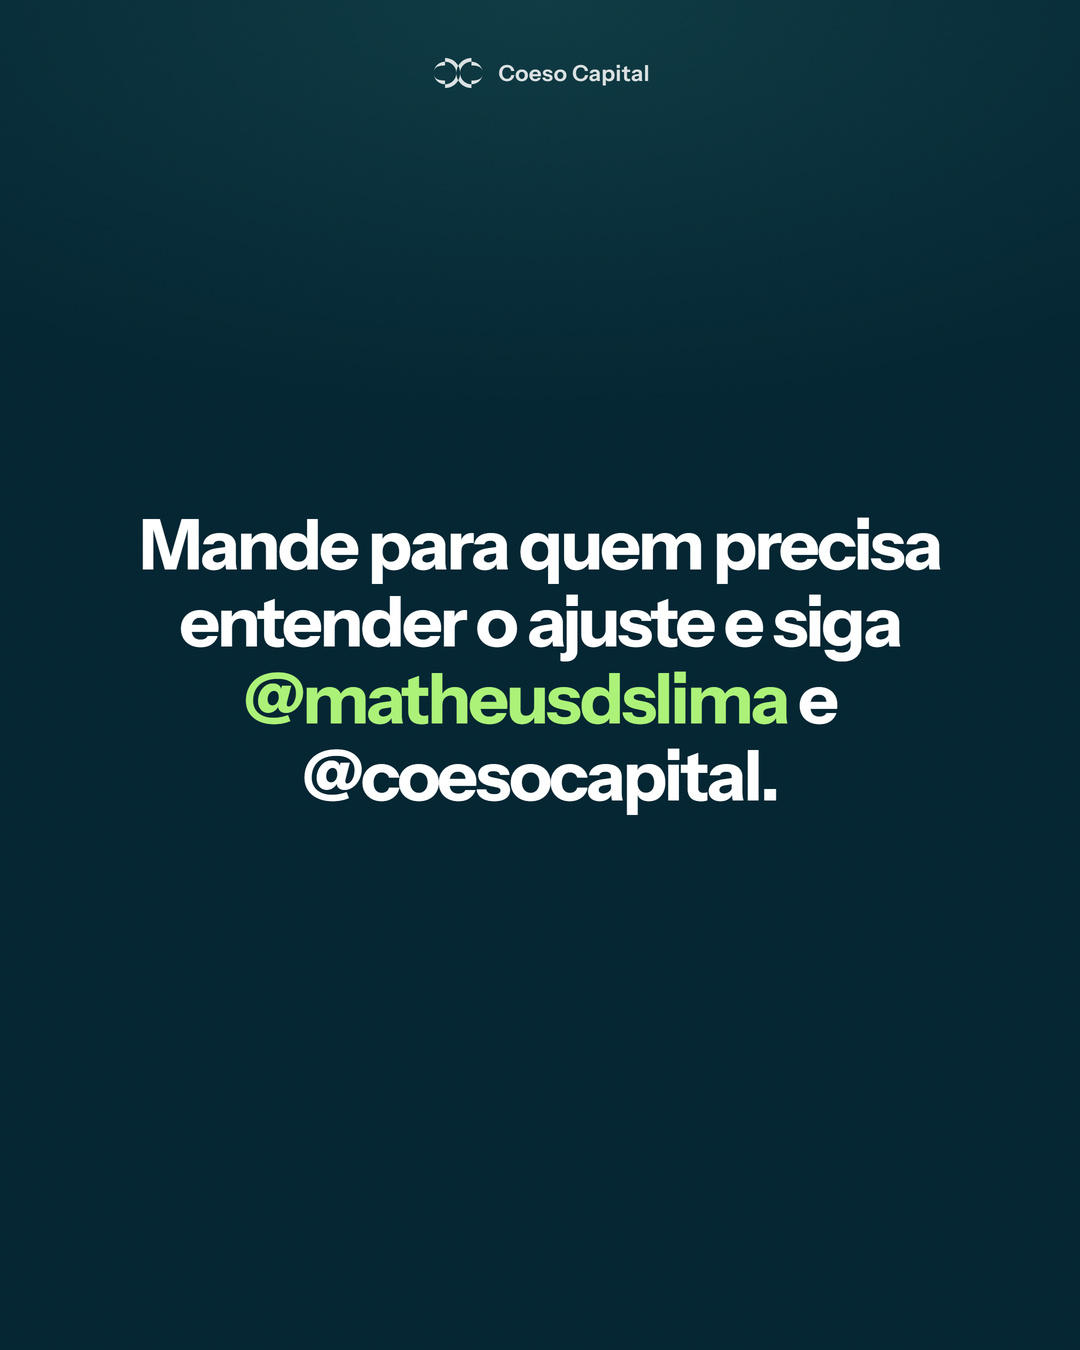 Coeso Capital
Mande para quem precisa
entender o ajuste e siga
@matheusdslima e
@coesocapital.